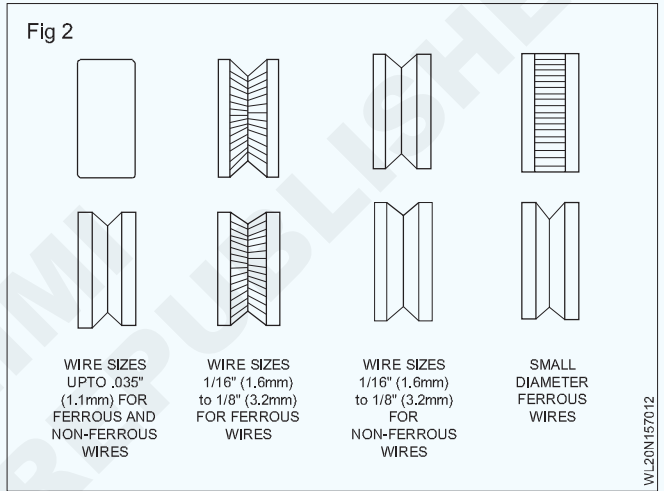 Fig 2
WIRE SIZES
UPTO .035"
(1.1mm) FOR
FERROUS AND
NON-FERROUS
WIRES
WIRE SIZES
1/16" (1.6mm)
to 1/8" (3.2mm)
FOR FERROUS
WIRES
WIRE SIZES
1/16" (1.6mm)
to 1/8" (3.2mm)
FOR
NON-FERROUS
WIRES
SMALL
DIAMETER
FERROUS
WIRES
WL20N157012